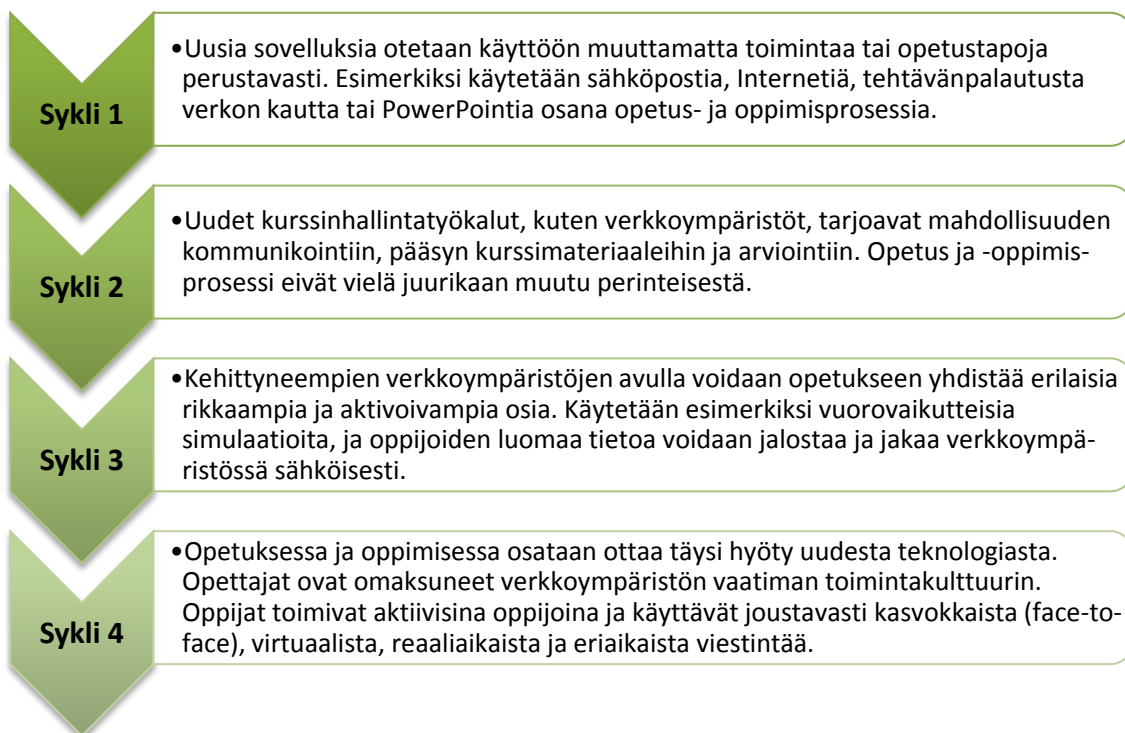 Sykli 1
•Uusia sovelluksia otetaan käyttöön muuttamatta toimintaa tai opetustapoja
perustavasti. Esimerkiksi käytetään sähköpostia, Internetiä, tehtävänpalautusta
verkon kautta tai PowerPointia osana opetus- ja oppimisprosessia.
Sykli 2
•Uudet kurssinhallintatyökalut, kuten verkkoympäristöt, tarjoavat mahdollisuuden
kommunikointiin, pääsyn kurssimateriaaleihin ja arviointiin. Opetus ja -oppimis-
prosessi eivät vielä juurikaan muutu perinteisestä.
Sykli 3
•Kehittyneempien verkkoympäristöjen avulla voidaan opetukseen yhdistää erilaisia
rikkaampia ja aktivoivampia osia. Käytetään esimerkiksi vuorovaikutteisia
simulaatioita, ja oppijoiden luomaa tietoa voidaan jalostaa ja jakaa verkkoympä-
ristössä sähköisesti.
Sykli 4
•Opetuksessa ja oppimisessa osataan ottaa täysi hyöty uudesta teknologiasta.
Opettajat ovat omaksuneet verkkoympäristön vaatiman toimintakulttuurin.
Oppijat toimivat aktiivisina oppijoina ja käyttävät joustavasti kasvokkaista (face-to-
face), virtuaalista, reaaliaikaista ja eriaikaista viestintää.